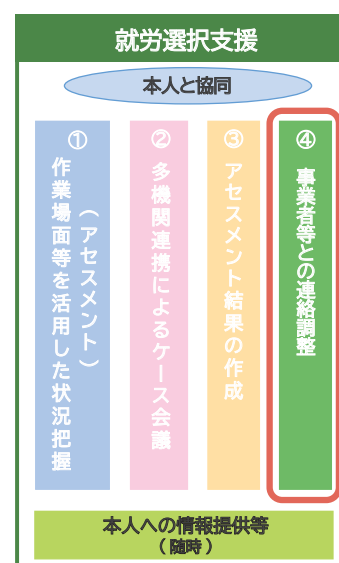 就労選択支援
本人と協同
①
作業場面等を活用した状況把握
（アセスメント）
②
多機関連携によるケース会議
③
アセスメント結果の作成
④
事業者等との連絡調整
本人への情報提供等
（随時）